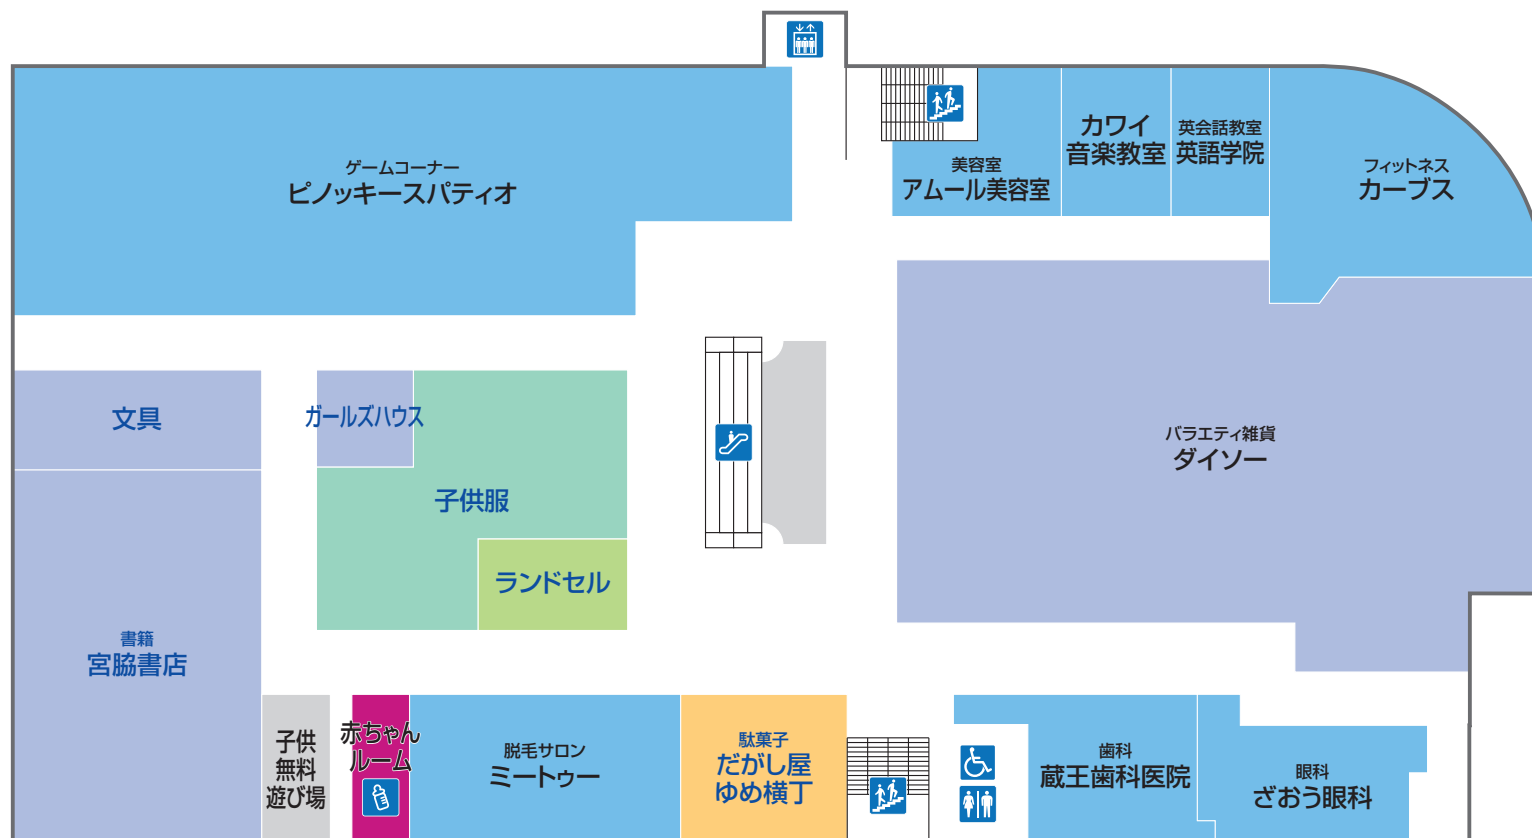 ゲームコーナー
ピノッキースパティオ
美容室
アムール美容室
カワイ
音楽教室
英会話教室
英語学院
フィットネス
カーブス
文具
ガールズハウス
子供服
ランドセル
バラエティ雑貨
ダイソー
書籍
宮脇書店
子供
無料
遊び場
赤ちゃん
ルーム
脱毛サロン
ミートゥー
駄菓子
だがし屋
ゆめ横丁
歯科
蔵王歯科医院
眼科
ざおう眼科